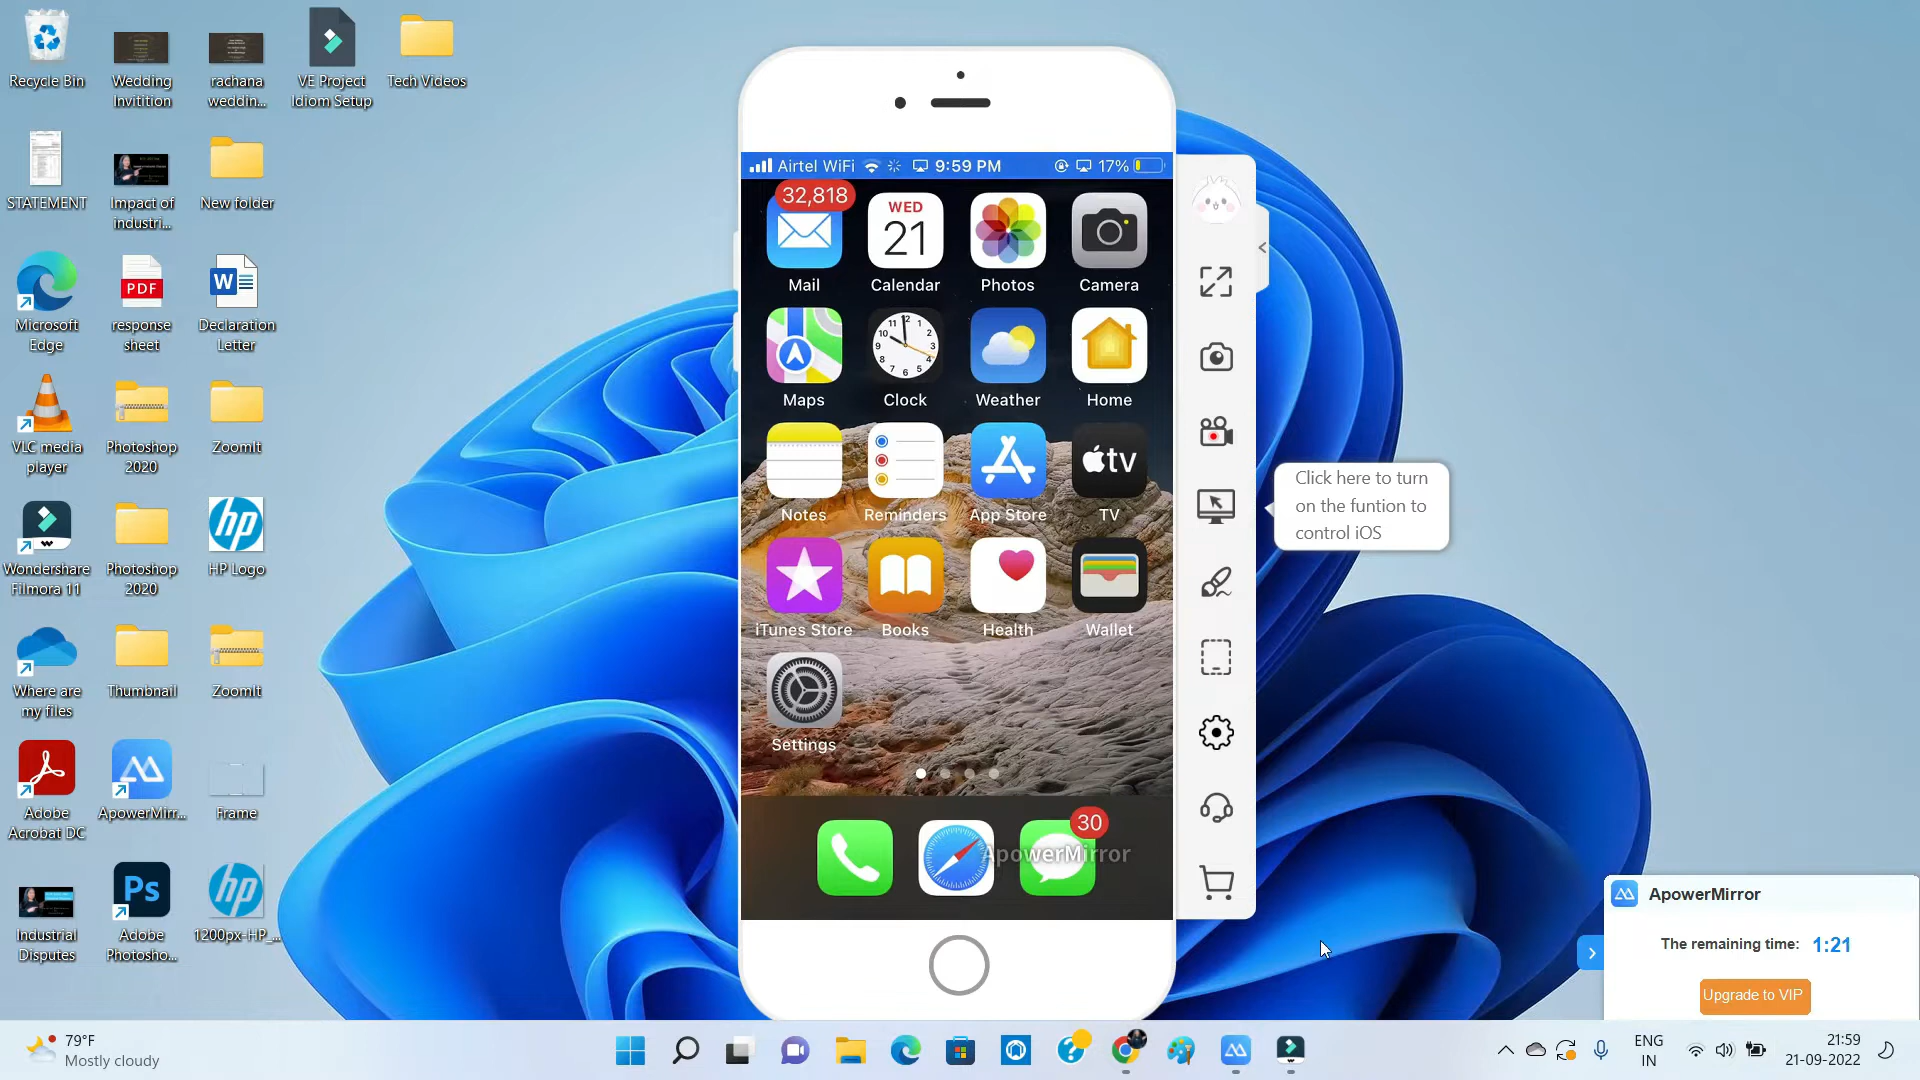 Recycle Bin
Wedding
Invitition
rachana
weddin...
VE Project
Idiom Setup
Tech Videos
STATEMENT
Impact of
industri...
New folder
Microsoft
Edge
PDF
response
sheet
W
Declaration
Letter
VLC media
player
Photoshop
2020
ZoomIt
Wondershare
Filmora 11
Photoshop
2020
hp
HP Logo
Where are
my files
Thumbnail
ZoomIt
Adobe
Acrobat DC
ApowerMirr...
Frame
Industrial
Disputes
Ps
Adobe
Photosho...
hp
1200px-HP_...
Airtel WiFi 9:59 PM 17%
32,818
WED
21
Mail
Calendar
Photos
Camera
Maps
Clock
Weather
Home
tv
Notes
Reminders
App Store
TV
iTunes Store
Books
Health
Wallet
Settings
30
ApowerMirror
Click here to turn
on the funtion to
control iOS
ApowerMirror
The remaining time: 1:21
Upgrade to VIP
79°F
Mostly cloudy
ENG
IN
21:59
21-09-2022